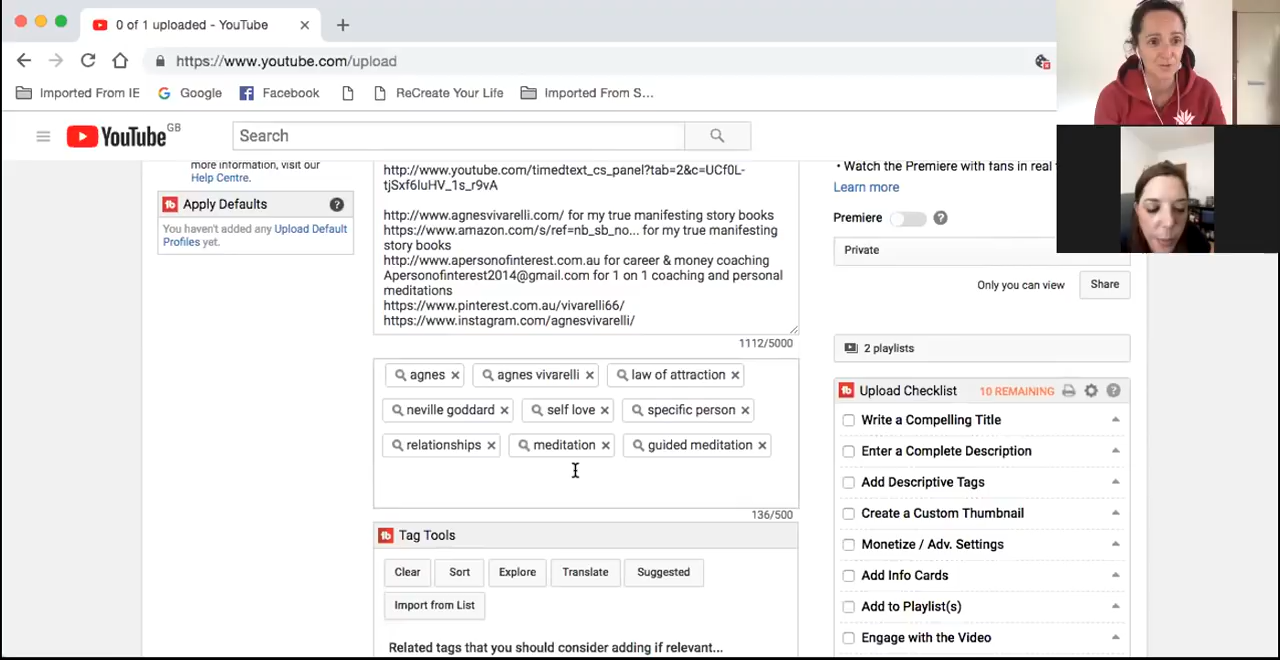 0 of 1 uploaded - YouTube
https://www.youtube.com/upload
Imported From IE
Google
Facebook
ReCreate Your Life
Imported From S...
YouTube GB
Search
more information, visit our
Help Centre.
Apply Defaults
You haven't added any Upload Default
Profiles yet.
http://www.youtube.com/timedtext_cs_panel?tab=2&c=UCf0L-
tjSxf6IuHV_1s_r9vA
http://www.agnesvivarelli.com/ for my true manifesting story books
https://www.amazon.com/s/ref=nb_sb_no... for my true manifesting
story books
http://www.apersonofinterest.com.au for career & money coaching
Apersonofinterest2014@gmail.com for 1 on 1 coaching and personal
meditations
https://www.pinterest.com.au/vivarelli66/
https://www.instagram.com/agnesvivarelli/
1112/5000
agnes
agnes vivarelli
law of attraction
neville goddard
self love
specific person
relationships
meditation
guided meditation
136/500
Tag Tools
Clear
Sort
Explore
Translate
Suggested
Import from List
Related tags that you should consider adding if relevant...
• Watch the Premiere with fans in real
Learn more
Premiere
Private
Only you can view
Share
2 playlists
Upload Checklist
10 REMAINING
Write a Compelling Title
Enter a Complete Description
Add Descriptive Tags
Create a Custom Thumbnail
Monetize / Adv. Settings
Add Info Cards
Add to Playlist(s)
Engage with the Video